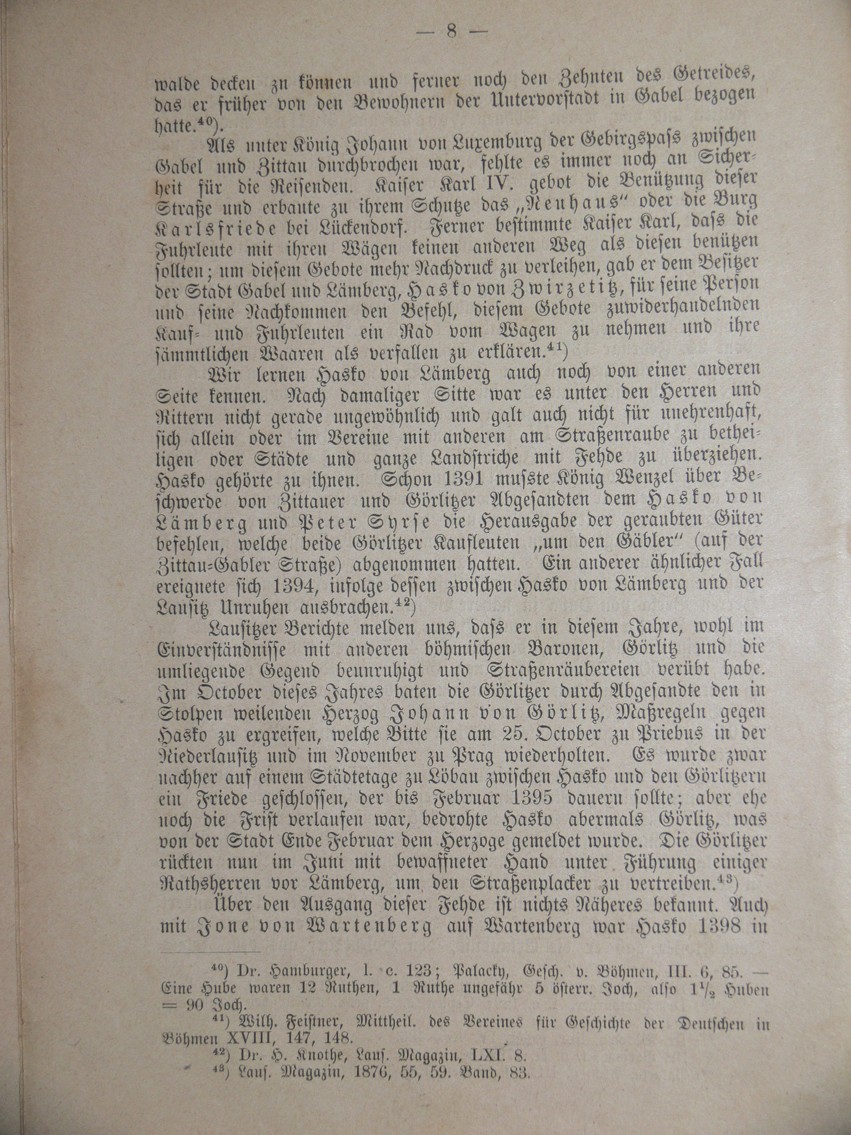 — 8 —
walde decken zu können und ferner noch den Zehnten des Getreides,
das er früher von den Bewohnern der Untervorstadt in Gabel bezogen
hatte.⁴⁰).
Als unter König Johann von Luxemburg der Gebirgspass zwischen
Gabel und Zittau durchbrochen war, fehlte es immer noch an Sicher-
heit für die Reisenden. Kaiser Karl IV. gebot die Benützung dieser
Straße und erbaute zu ihrem Schutze das „Neuhaus" oder die Burg
Karlsfriede bei Lückendorf. Ferner bestimmte Kaiser Karl, dass die
Fuhrleute mit ihren Wägen keinen anderen Weg als diesen benützen
sollten; um diesem Gebote mehr Nachdruck zu verleihen, gab er dem Besitzer
der Stadt Gabel und Lämberg, Hasko von Zwirzetitz, für seine Person
und seine Nachkommen den Befehl, diesem Gebote zuwiderhandelnden
Kauf- und Fuhrleuten ein Rad vom Wagen zu nehmen und ihre
sämmtlichen Waaren als verfallen zu erklären.⁴¹)
Wir lernen Hasko von Lämberg auch noch von einer anderen
Seite kennen. Nach damaliger Sitte war es unter den Herren und
Rittern nicht gerade ungewöhnlich und galt auch nicht für unehrenhaft,
sich allein oder im Vereine mit anderen am Straßenraube zu bethei-
ligen oder Städte und ganze Landstriche mit Fehde zu überziehen.
Hasko gehörte zu ihnen. Schon 1391 musste König Wenzel über Be-
schwerde von Zittauer und Görlitzer Abgesandten dem Hasko von
Lämberg und Peter Syrse die Herausgabe der geraubten Güter
befehlen, welche beide Görlitzer Kaufleuten „um den Gäbler" (auf der
Zittau-Gabler Straße) abgenommen hatten. Ein anderer ähnlicher Fall
ereignete sich 1394, infolge dessen zwischen Hasko von Lämberg und der
Lausitz Unruhen ausbrachen.⁴²)
Lausitzer Berichte melden uns, dass er in diesem Jahre, wohl im
Einverständnisse mit anderen böhmischen Baronen, Görlitz und die
umliegende Gegend beunruhigt und Straßenräubereien verübt habe.
Im October dieses Jahres baten die Görlitzer durch Abgesandte den in
Stolpen weilenden Herzog Johann von Görlitz, Maßregeln gegen
Hasko zu ergreifen, welche Bitte sie am 25. October zu Priebus in der
Niederlausitz und im November zu Prag wiederholten. Es wurde zwar
nachher auf einem Städtetage zu Löbau zwischen Hasko und den Görlitzern
ein Friede geschlossen, der bis Februar 1395 dauern sollte; aber ehe
noch die Frist verlaufen war, bedrohte Hasko abermals Görlitz, was
von der Stadt Ende Februar dem Herzoge gemeldet wurde. Die Görlitzer
rückten nun im Juni mit bewaffneter Hand unter Führung einiger
Rathsherren vor Lämberg, um den Straßenplacker zu vertreiben.⁴³)
Über den Ausgang dieser Fehde ist nichts Näheres bekannt. Auch
mit Jone von Wartenberg auf Wartenberg war Hasko 1398 in
⁴⁰) Dr. Hamburger, l. c. 123; Palacky, Gesch. v. Böhmen, III. 6, 85. —
Eine Hube waren 12 Ruthen, 1 Ruthe ungefähr 5 österr. Joch, also 1½ Huben
= 90 Joch.
⁴¹) Wilh. Feistner, Mittheil. des Vereines für Geschichte der Deutschen in
Böhmen XVIII, 147, 148.
⁴²) Dr. H. Knothe, Laus. Magazin, LXI. 8.
⁴³) Laus. Magazin, 1876, 55, 59. Band, 83.